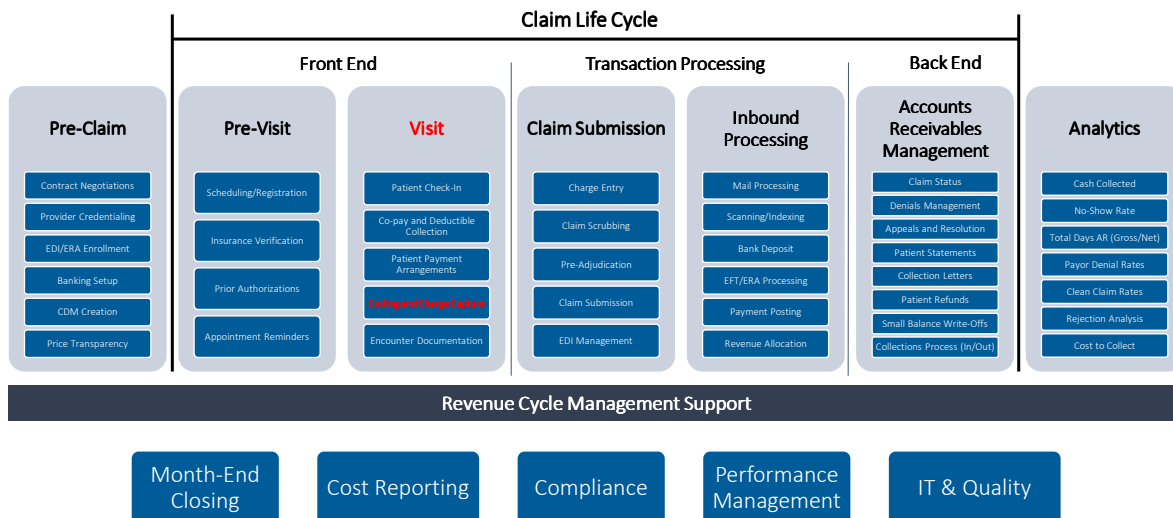 Claim Life Cycle
Front End
Transaction Processing
Back End
Pre-Claim
Contract Negotiations
Provider Credentialing
EDI/ERA Enrollment
Banking Setup
CDM Creation
Price Transparency
Pre-Visit
Scheduling/Registration
Insurance Verification
Prior Authorizations
Appointment Reminders
Visit
Patient Check-In
Co-pay and Deductible
Collection
Patient Payment
Arrangements
Coding and Charge Capture
Encounter Documentation
Claim Submission
Charge Entry
Claim Scrubbing
Pre-Adjudication
Claim Submission
EDI Management
Inbound
Processing
Mail Processing
Scanning/Indexing
Bank Deposit
EFT/ERA Processing
Payment Posting
Revenue Allocation
Accounts
Receivables
Management
Claim Status
Denials Management
Appeals and Resolution
Patient Statements
Collection Letters
Patient Refunds
Small Balance Write-Offs
Collections Process (In/Out)
Analytics
Cash Collected
No-Show Rate
Total Days AR (Gross/Net)
Payor Denial Rates
Clean Claim Rates
Rejection Analysis
Cost to Collect
Revenue Cycle Management Support
Month-End
Closing
Cost Reporting
Compliance
Performance
Management
IT & Quality